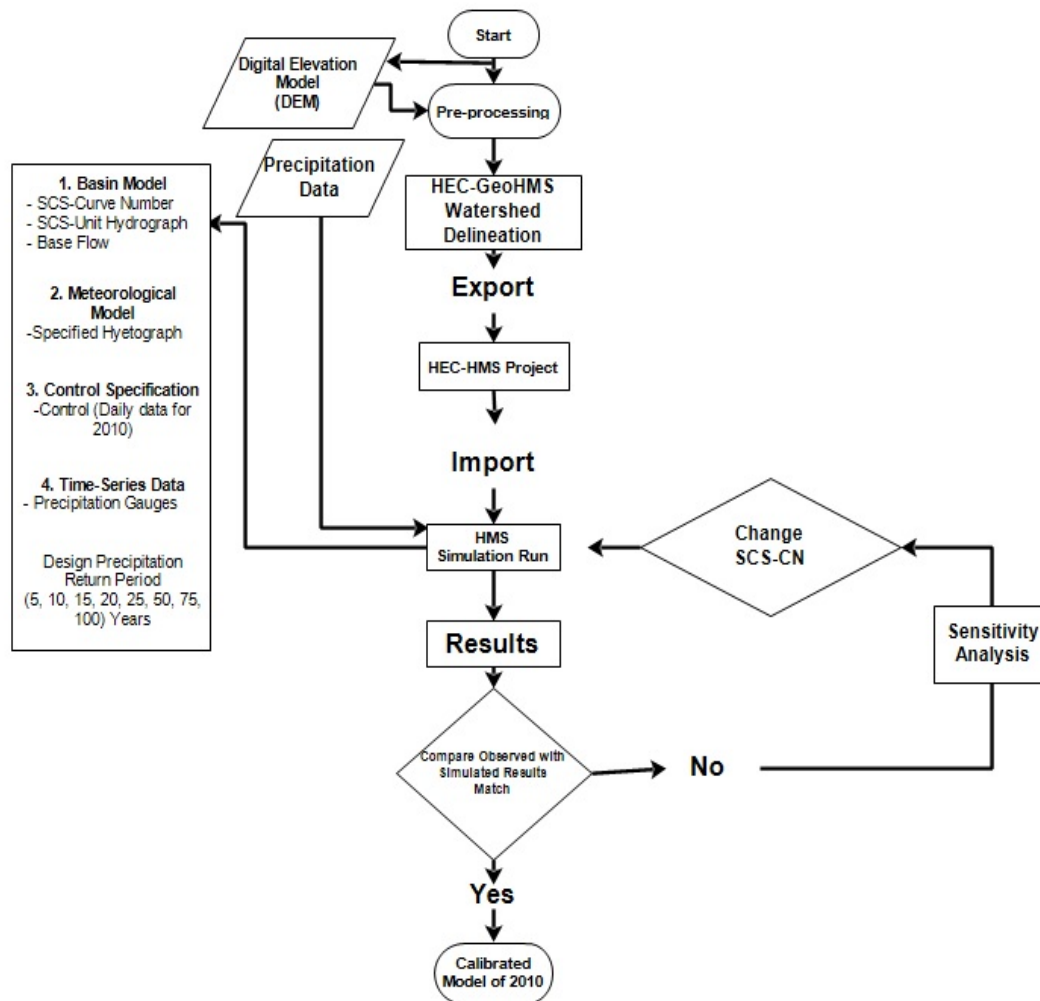 Start
Digital Elevation
Model
(DEM)
Pre-processing
Precipitation
Data
HEC-GeoHMS
Watershed
Delineation
1. Basin Model
- SCS-Curve Number
- SCS-Unit Hydrograph
- Base Flow
2. Meteorological
Model
-Specified Hyetograph
3. Control Specification
-Control (Daily data for
2010)
4. Time-Series Data
- Precipitation Gauges
Design Precipitation
Return Period
(5, 10, 15, 20, 25, 50, 75,
100) Years
Export
HEC-HMS Project
Import
HMS
Simulation Run
Change
SCS-CN
Results
Sensitivity
Analysis
Compare Observed with
Simulated Results
Match
No
Yes
Calibrated
Model of 2010